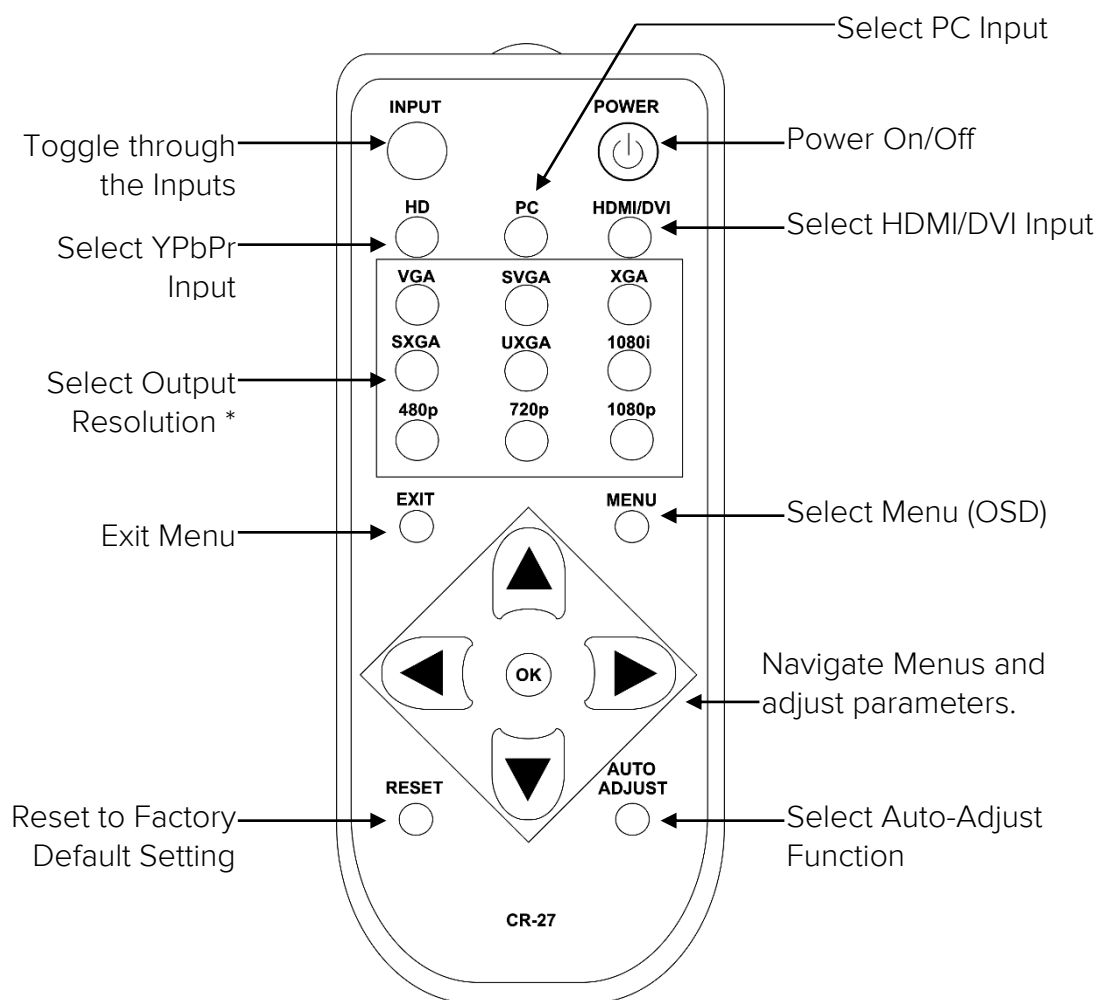 Select PC Input
INPUT
POWER
Toggle through
the Inputs
Power On/Off
HD
PC
HDMI/DVI
Select YPbPr
Input
Select HDMI/DVI Input
VGA
SVGA
XGA
SXGA
UXGA
1080i
Select Output
Resolution *
480p
720p
1080p
EXIT
MENU
Exit Menu
Select Menu (OSD)
OK
Navigate Menus and
adjust parameters.
RESET
AUTO
ADJUST
Reset to Factory
Default Setting
Select Auto-Adjust
Function
CR-27